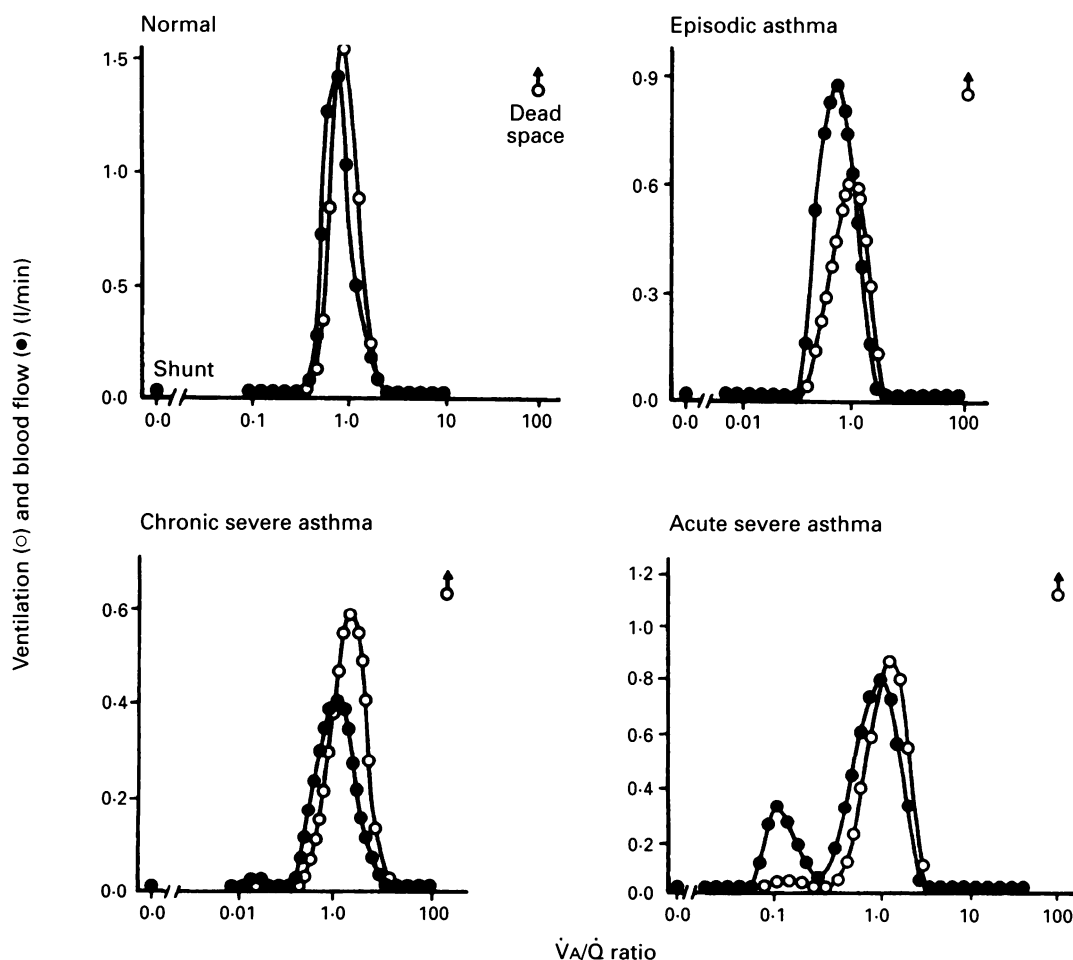 Normal
1·5
1·0
0·5
0·0
Dead
space
Shunt
0·0 0·1 1·0 10 100
Episodic asthma
0·9
0·6
0·3
0·0
0·0 0·01 1·0 100
Ventilation (○) and blood flow (●) (l/min)
Chronic severe asthma
0·6
0·4
0·2
0·0
0·0 0·01 1·0 100
Acute severe asthma
1·2
1·0
0·8
0·6
0·4
0·2
0·0
0·0 0·1 1·0 10 100
V̇A/Q̇ ratio